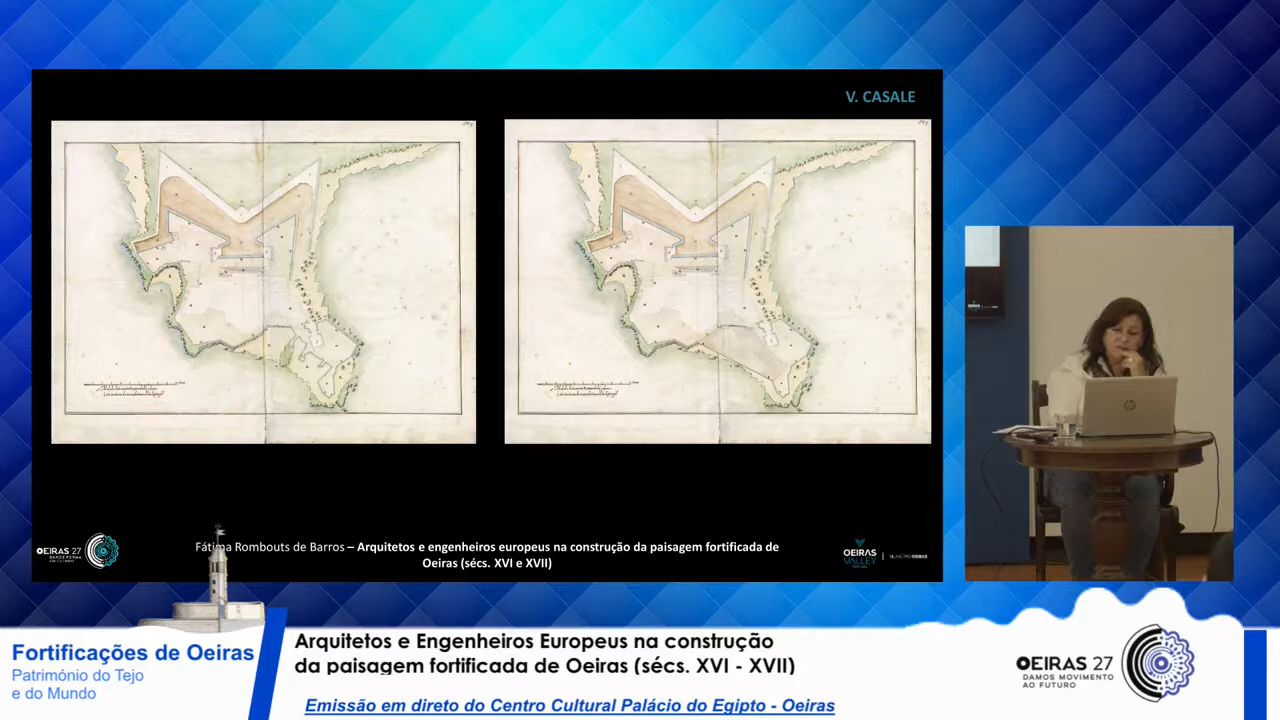 V. CASALE
Fátima Rombouts de Barros – Arquitetos e engenheiros europeus na construção da paisagem fortificada de
Oeiras (sécs. XVI e XVII)
OEIRAS 27
OEIRAS
VALLEY
Fortificações de Oeiras
Património do Tejo
e do Mundo
Arquitetos e Engenheiros Europeus na construção
da paisagem fortificada de Oeiras (sécs. XVI - XVII)
Emissão em direto do Centro Cultural Palácio do Egipto - Oeiras
OEIRAS 27
DAMOS MOVIMENTO
AO FUTURO